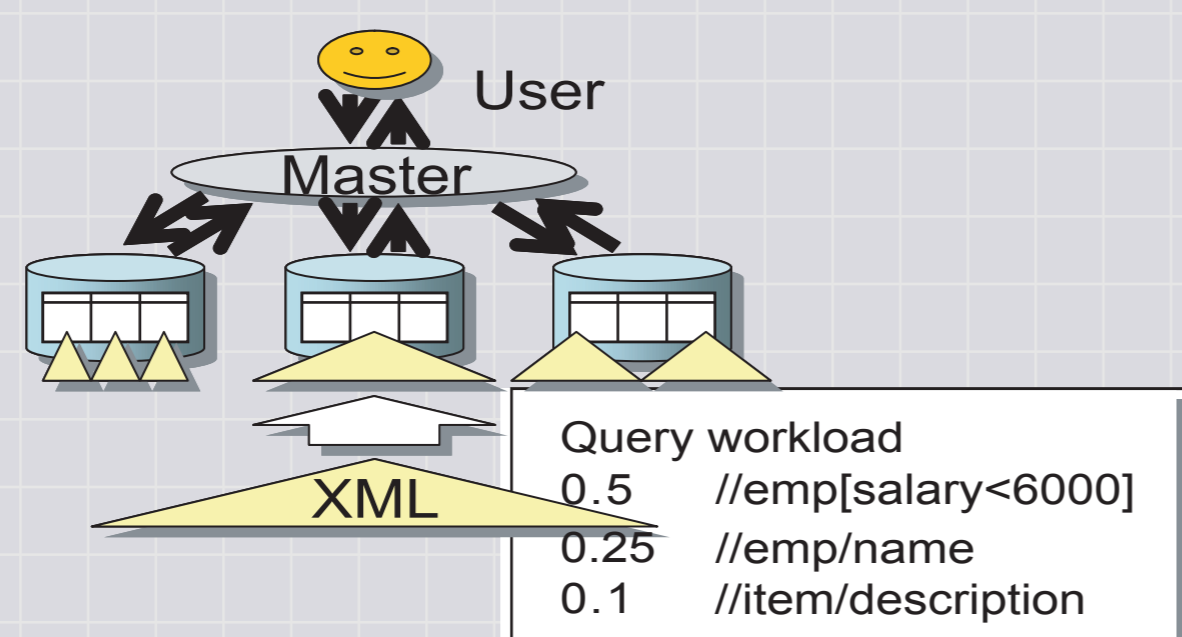 User
Master
XML
Query workload
0.5 //emp[salary<6000]
0.25 //emp/name
0.1 //item/description